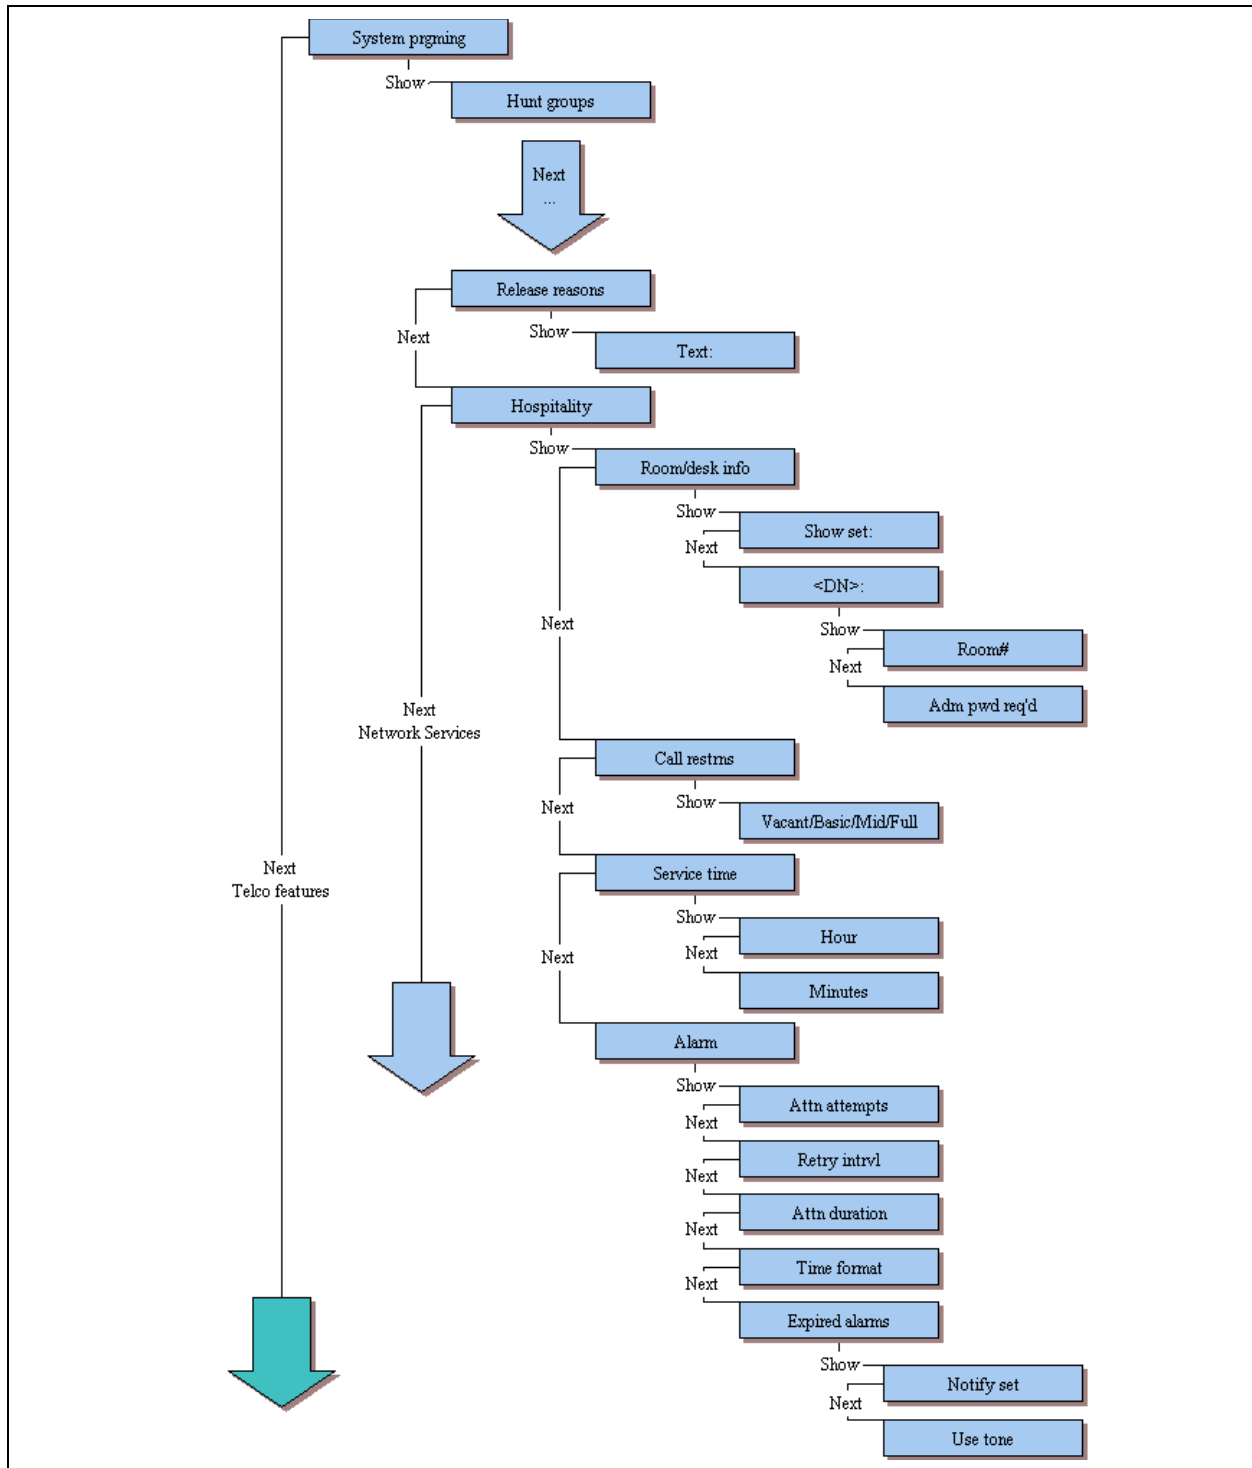 System prgming
Show
Hunt groups
Next
...
Release reasons
Next
Show
Text:
Hospitality
Show
Room/desk info
Show
Show set:
Next
<DN>:
Next
Show
Room#
Next
Adm pwd req'd
Next
Network Services
Call restrns
Show
Next
Vacant/Basic/Mid/Full
Next
Telco features
Service time
Show
Hour
Next
Next
Minutes
Alarm
Show
Attn attempts
Next
Retry intrvl
Next
Attn duration
Next
Time format
Next
Expired alarms
Show
Notify set
Next
Use tone